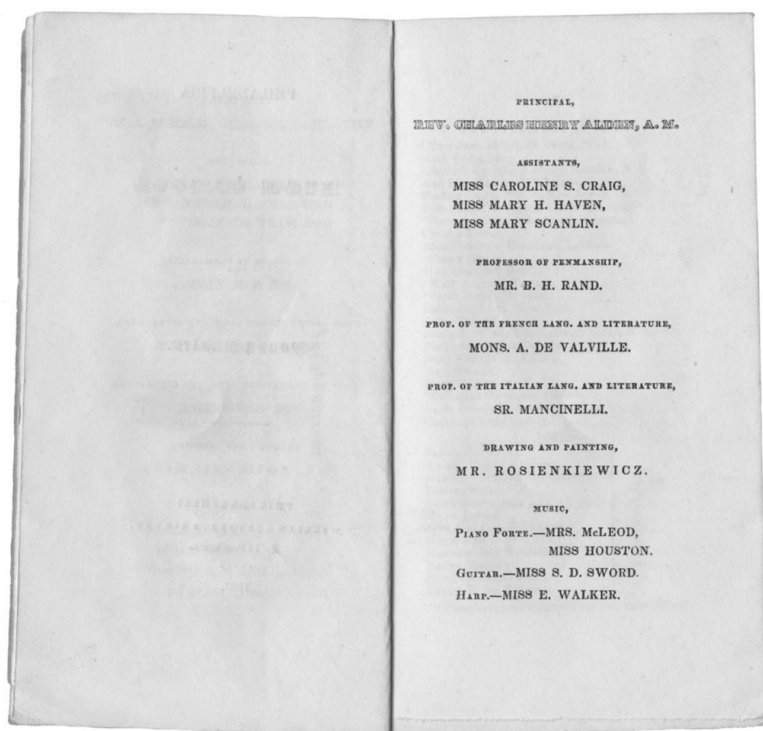 PRINCIPAL,
REV. CHARLES HENRY ALDEN, A. M.
ASSISTANTS,
MISS CAROLINE S. CRAIG,
MISS MARY H. HAVEN,
MISS MARY SCANLIN.
PROFESSOR OF PENMANSHIP,
MR. B. H. RAND.
PROF. OF THE FRENCH LANG. AND LITERATURE,
MONS. A. DE VALVILLE.
PROF. OF THE ITALIAN LANG. AND LITERATURE,
SR. MANCINELLI.
DRAWING AND PAINTING,
MR. ROSIENKIEWICZ.
MUSIC,
PIANO FORTE.—MRS. McLEOD,
MISS HOUSTON.
GUITAR.—MISS S. D. SWORD.
HARP.—MISS E. WALKER.